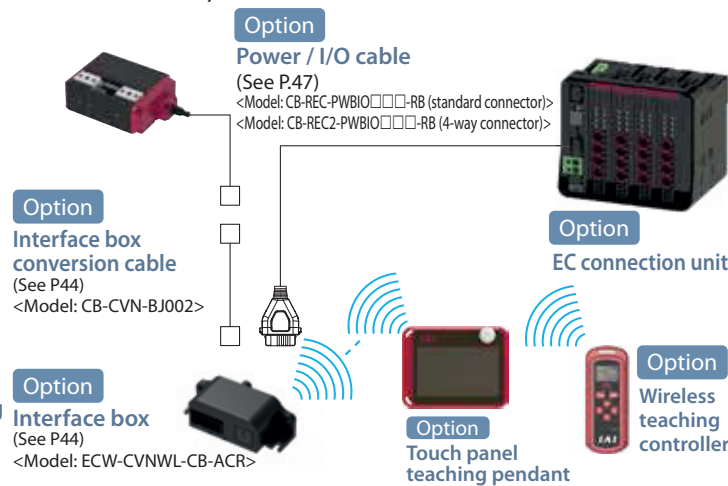 Option
Power / I/O cable
(See P.47)
<Model: CB-REC-PWBIO□□□-RB (standard connector)>
<Model: CB-REC2-PWBIO□□□-RB (4-way connector)>
Option
Interface box
conversion cable
(See P44)
<Model: CB-CVN-BJ002>
Option
EC connection unit
Option
Interface box
(See P44)
<Model: ECW-CVNWL-CB-ACR>
Option
Touch panel
teaching pendant
Option
Wireless
teaching
controller
IAI